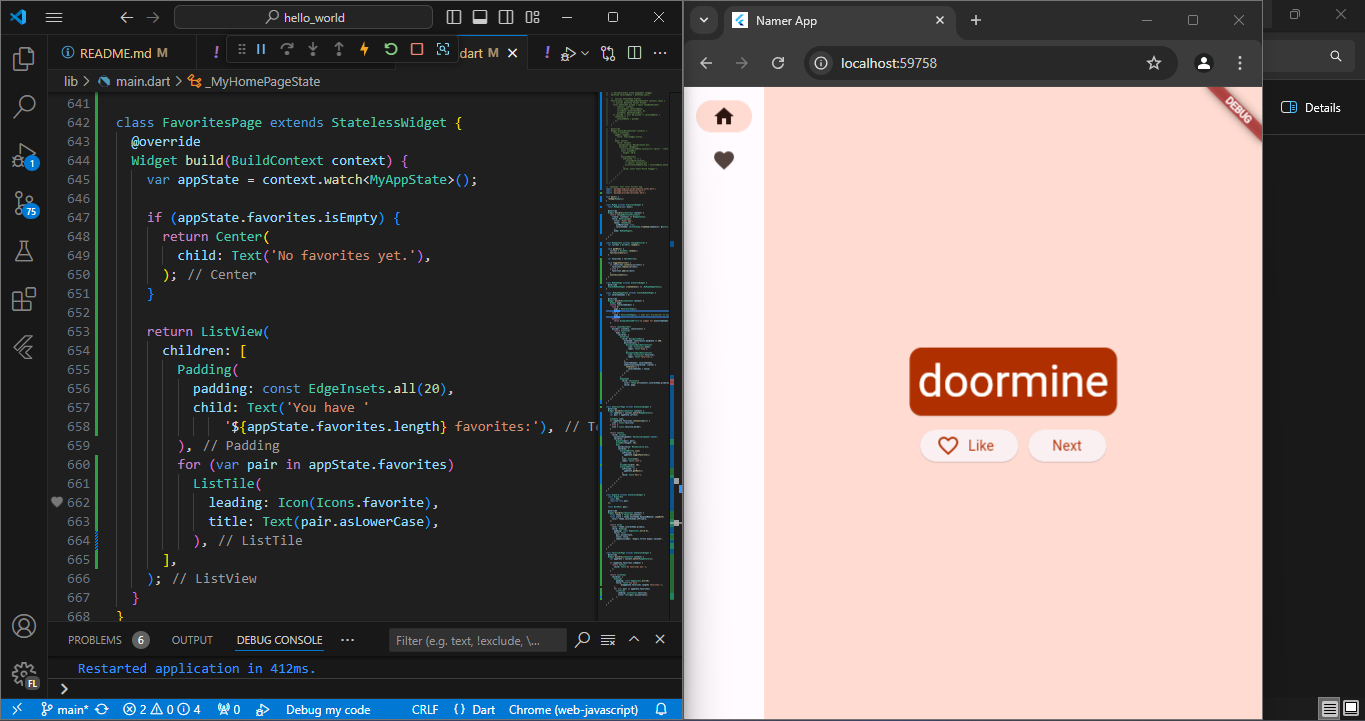 hello_world
README.md M
!
dart M
!
lib > main.dart > _MyHomePageState
641
642 class FavoritesPage extends StatelessWidget {
643 @override
644 Widget build(BuildContext context) {
645 var appState = context.watch<MyAppState>();
646
647 if (appState.favorites.isEmpty) {
648 return Center(
649 child: Text('No favorites yet.'),
650 ); // Center
651 }
652
653 return ListView(
654 children: [
655 Padding(
656 padding: const EdgeInsets.all(20),
657 child: Text('You have '
658 '${appState.favorites.length} favorites:'), // T
659 ), // Padding
660 for (var pair in appState.favorites)
661 ListTile(
662 leading: Icon(Icons.favorite),
663 title: Text(pair.asLowerCase),
664 ), // ListTile
665 ],
666 ); // ListView
667 }
668 }
PROBLEMS 6 OUTPUT DEBUG CONSOLE ···
Filter (e.g. text, !exclude, \...
Restarted application in 412ms.
>
main* 2 0 4 0 Debug my code CRLF {} Dart Chrome (web-javascript)
1
75
FL
Namer App
localhost:59758
DEBUG
doormine
Like Next
Details